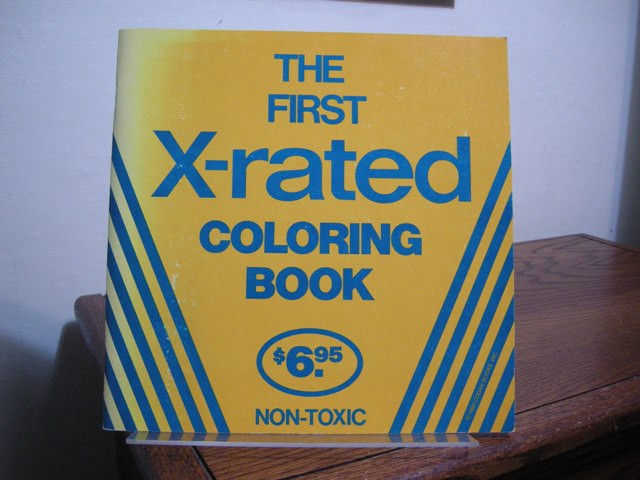 THE
FIRST
X-rated
COLORING
BOOK
$6.95
NON-TOXIC